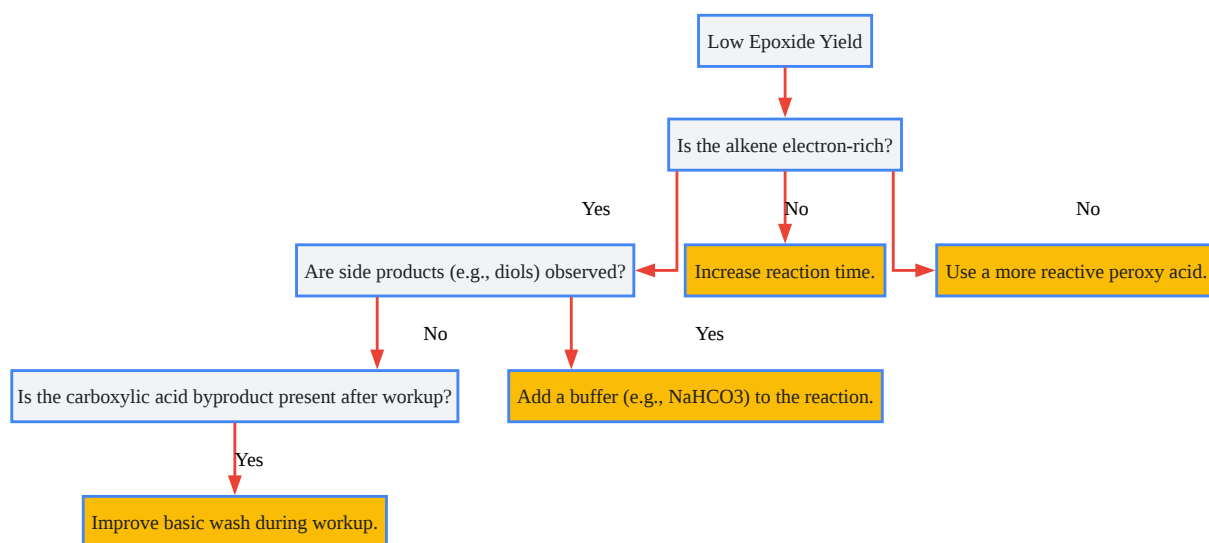 Low Epoxide Yield
Is the alkene electron-rich?
Yes
No
No
Are side products (e.g., diols) observed?
Increase reaction time.
Use a more reactive peroxy acid.
No
Yes
Is the carboxylic acid byproduct present after workup?
Add a buffer (e.g., NaHCO3) to the reaction.
Yes
Improve basic wash during workup.